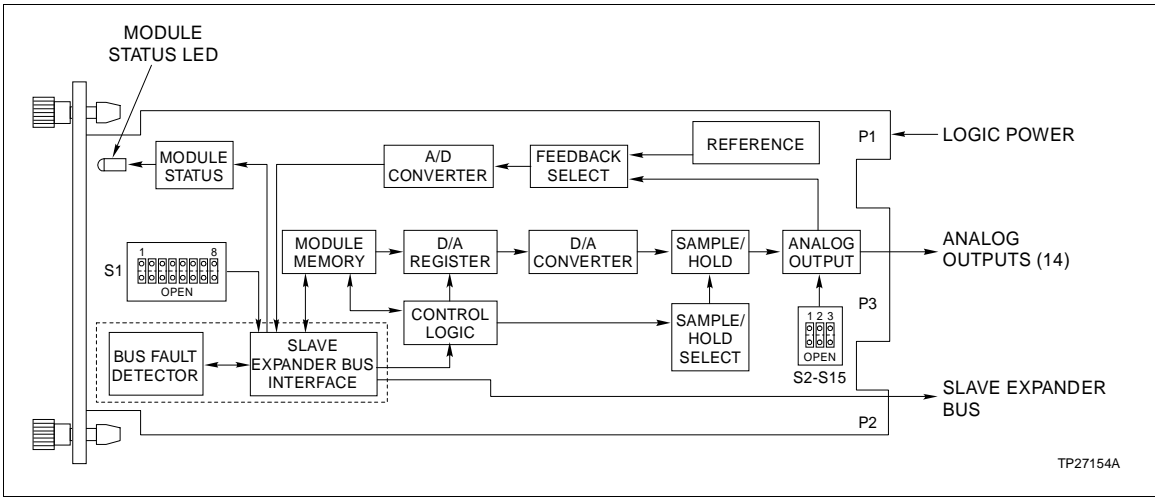 MODULE
STATUS LED
P1
LOGIC POWER
REFERENCE
MODULE
STATUS
A/D
CONVERTER
FEEDBACK
SELECT
1 8
S1
OPEN
MODULE
MEMORY
D/A
REGISTER
D/A
CONVERTER
SAMPLE/
HOLD
ANALOG
OUTPUT
ANALOG
OUTPUTS (14)
CONTROL
LOGIC
SAMPLE/
HOLD
SELECT
P3
1 2 3
OPEN
S2-S15
BUS FAULT
DETECTOR
SLAVE
EXPANDER BUS
INTERFACE
SLAVE EXPANDER
BUS
P2
TP27154A